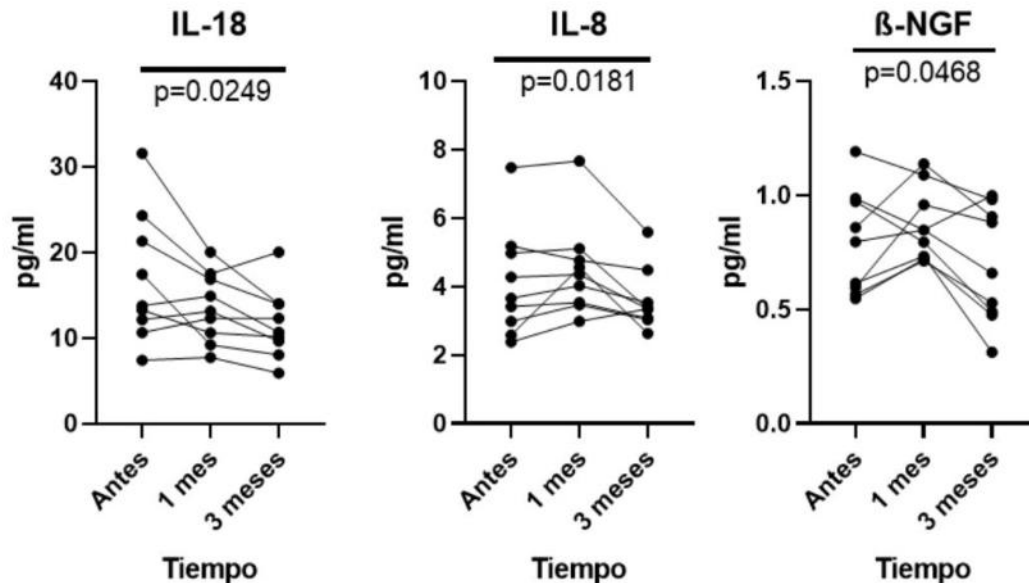 IL-18
p=0.0249
40
30
20
10
0
pg/ml
Antes
1 mes
3 meses
Tiempo
IL-8
p=0.0181
10
8
6
4
2
0
pg/ml
Antes
1 mes
3 meses
Tiempo
ß-NGF
p=0.0468
1.5
1.0
0.5
0.0
pg/ml
Antes
1 mes
3 meses
Tiempo